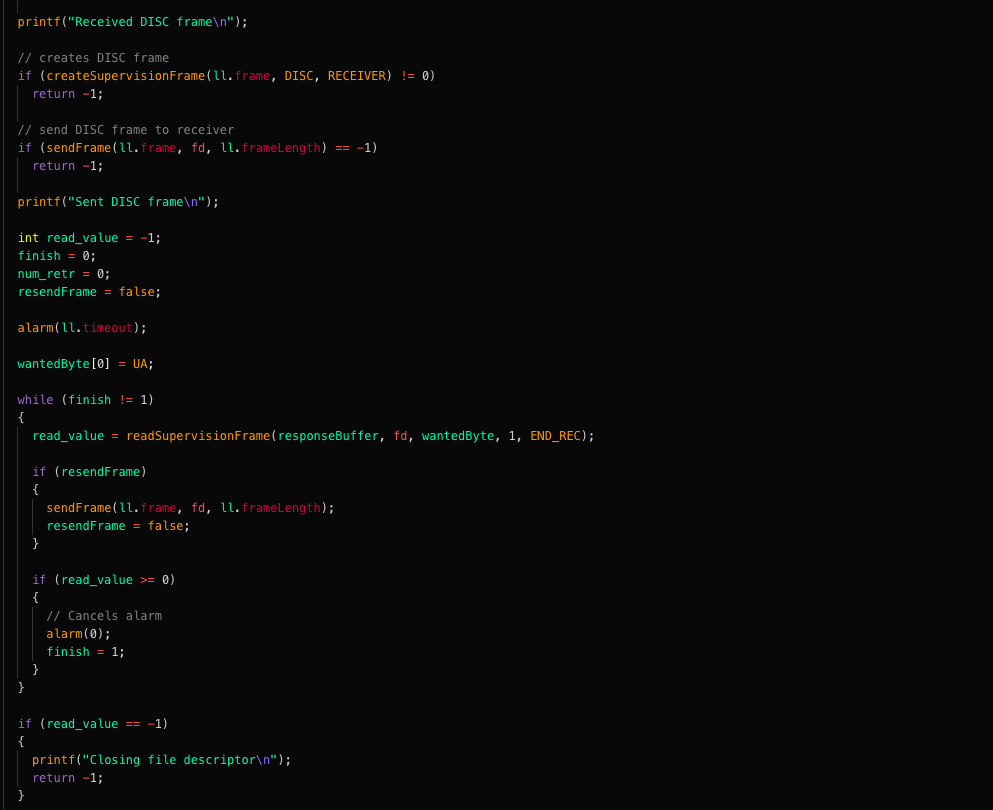 printf("Received DISC frame\n");
// creates DISC frame
if (createSupervisionFrame(ll.frame, DISC, RECEIVER) != 0)
return -1;
// send DISC frame to receiver
if (sendFrame(ll.frame, fd, ll.frameLength) == -1)
return -1;
printf("Sent DISC frame\n");
int read_value = -1;
finish = 0;
num_retr = 0;
resendFrame = false;
alarm(ll.timeout);
wantedByte[0] = UA;
while (finish != 1)
{
read_value = readSupervisionFrame(responseBuffer, fd, wantedByte, 1, END_REC);
if (resendFrame)
{
sendFrame(ll.frame, fd, ll.frameLength);
resendFrame = false;
}
if (read_value >= 0)
{
// Cancels alarm
alarm(0);
finish = 1;
}
}
if (read_value == -1)
{
printf("Closing file descriptor\n");
return -1;
}